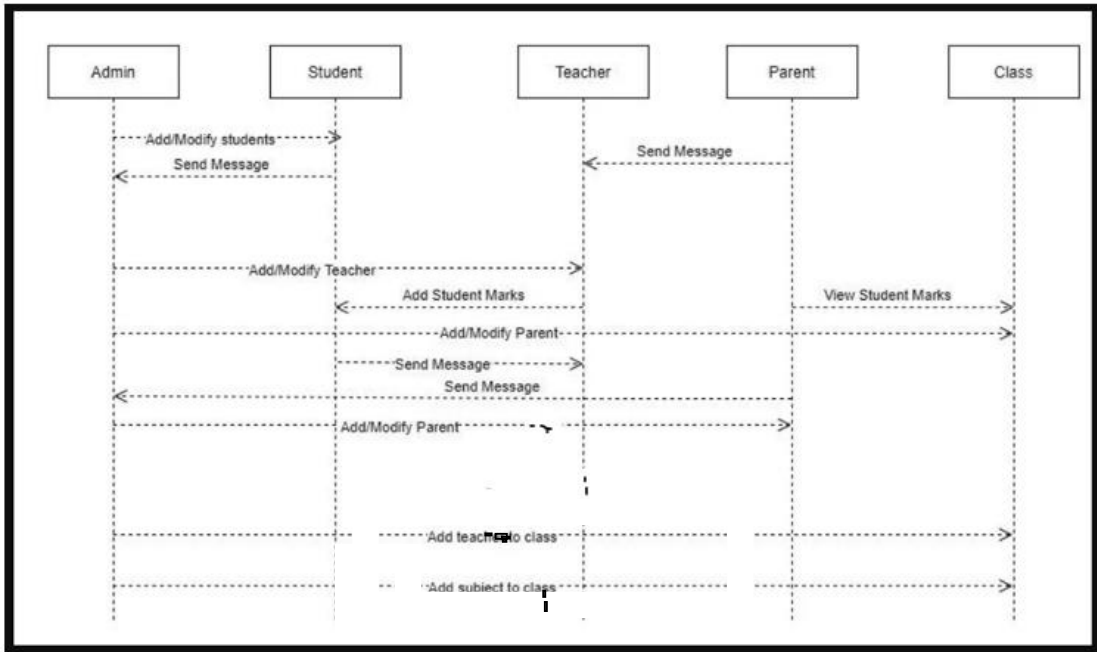 Admin
Student
Teacher
Parent
Class
Add/Modify students
Send Message
Send Message
Add/Modify Teacher
Add Student Marks
View Student Marks
Add/Modify Parent
Send Message
Send Message
Add/Modify Parent
Add teacher to class
Add subject to class